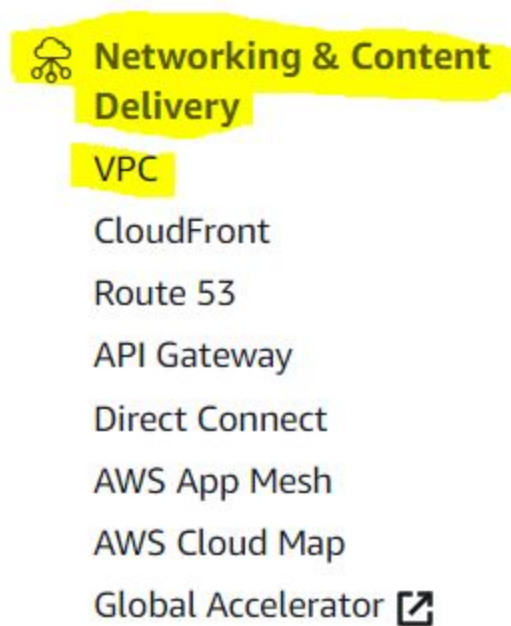 Networking & Content
Delivery
VPC
CloudFront
Route 53
API Gateway
Direct Connect
AWS App Mesh
AWS Cloud Map
Global Accelerator